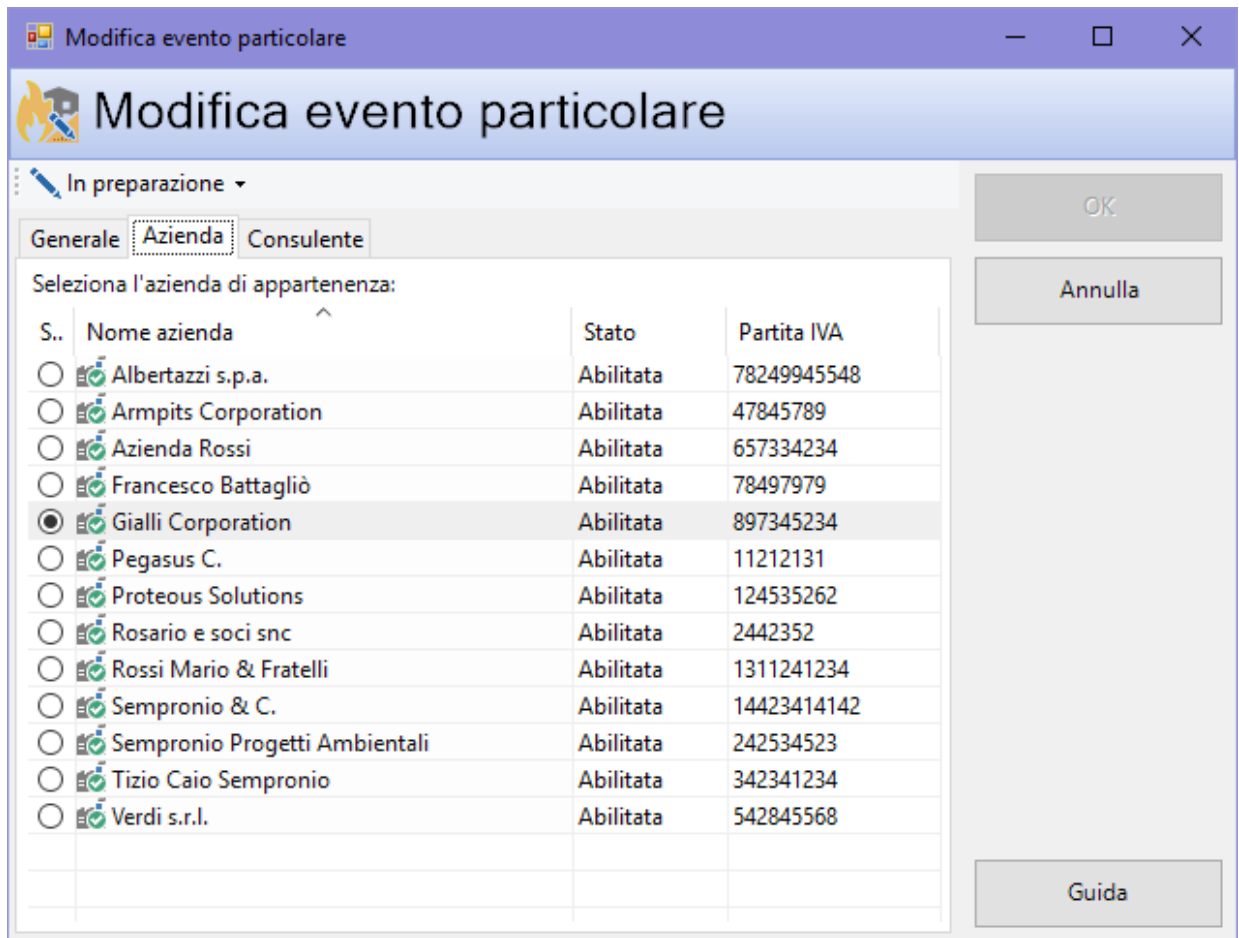 Modifica evento particolare
Modifica evento particolare
In preparazione
OK
Generale Azienda Consulente
Annulla
Seleziona l'azienda di appartenenza:
S.. Nome azienda Stato Partita IVA
Albertazzi s.p.a. Abilitata 78249945548
Armpits Corporation Abilitata 47845789
Azienda Rossi Abilitata 657334234
Francesco Battagliò Abilitata 78497979
Gialli Corporation Abilitata 897345234
Pegasus C. Abilitata 11212131
Proteous Solutions Abilitata 124535262
Rosario e soci snc Abilitata 2442352
Rossi Mario & Fratelli Abilitata 1311241234
Sempronio & C. Abilitata 14423414142
Sempronio Progetti Ambientali Abilitata 242534523
Tizio Caio Sempronio Abilitata 342341234
Verdi s.r.l. Abilitata 542845568
Guida